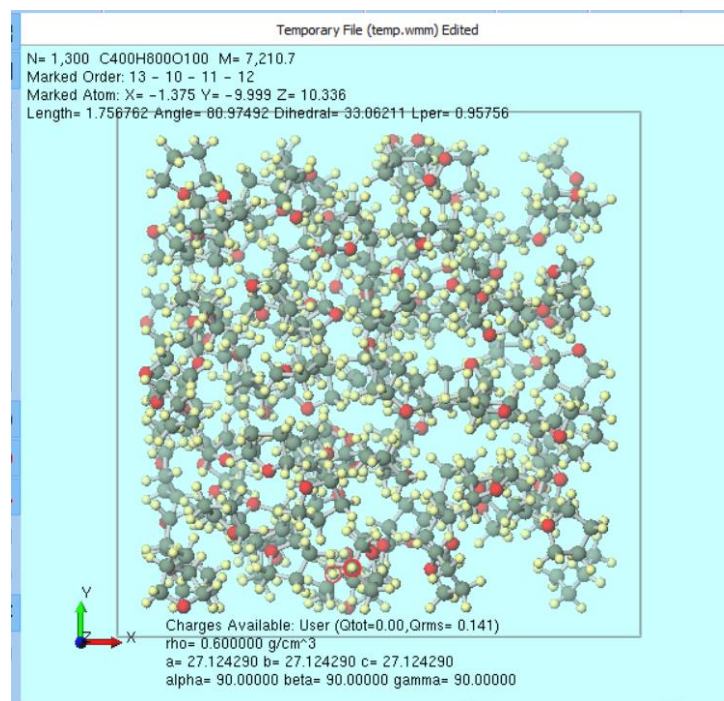 Temporary File (temp.wmm) Edited
N= 1,300 C400H800O100 M= 7,210.7
Marked Order: 13 - 10 - 11 - 12
Marked Atom: X= -1.375 Y= -9.999 Z= 10.336
Length= 1.756762 Angle= 80.97492 Dihedral= 33.06211 Lper= 0.95756
Y
Z
X
Charges Available: User (Qtot=0.00,Qrms= 0.141)
rho= 0.600000 g/cm^3
a= 27.124290 b= 27.124290 c= 27.124290
alpha= 90.00000 beta= 90.00000 gamma= 90.00000